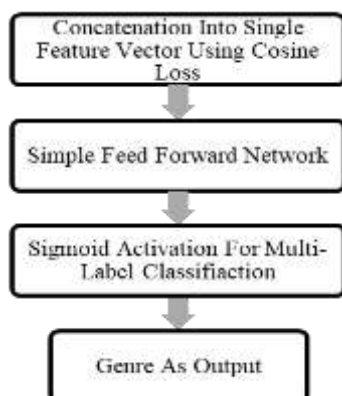 Concatenation Into Single
Feature Vector Using Cosine
Loss
Simple Feed Forward Network
Sigmoid Activation For Multi-
Label Classifiaction
Genre As Output